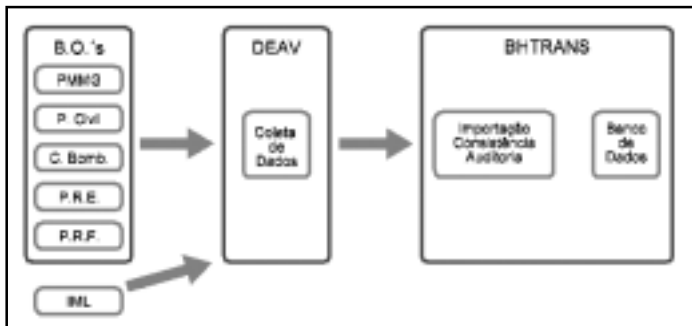 B.O.'s
PMMG
P. Civil
C. Bomb.
P.R.E.
P.R.F.
IML
DEAV
Coleta
de
Dados
BHTRANS
Importação
Consistência
Auditoria
Banco
de
Dados